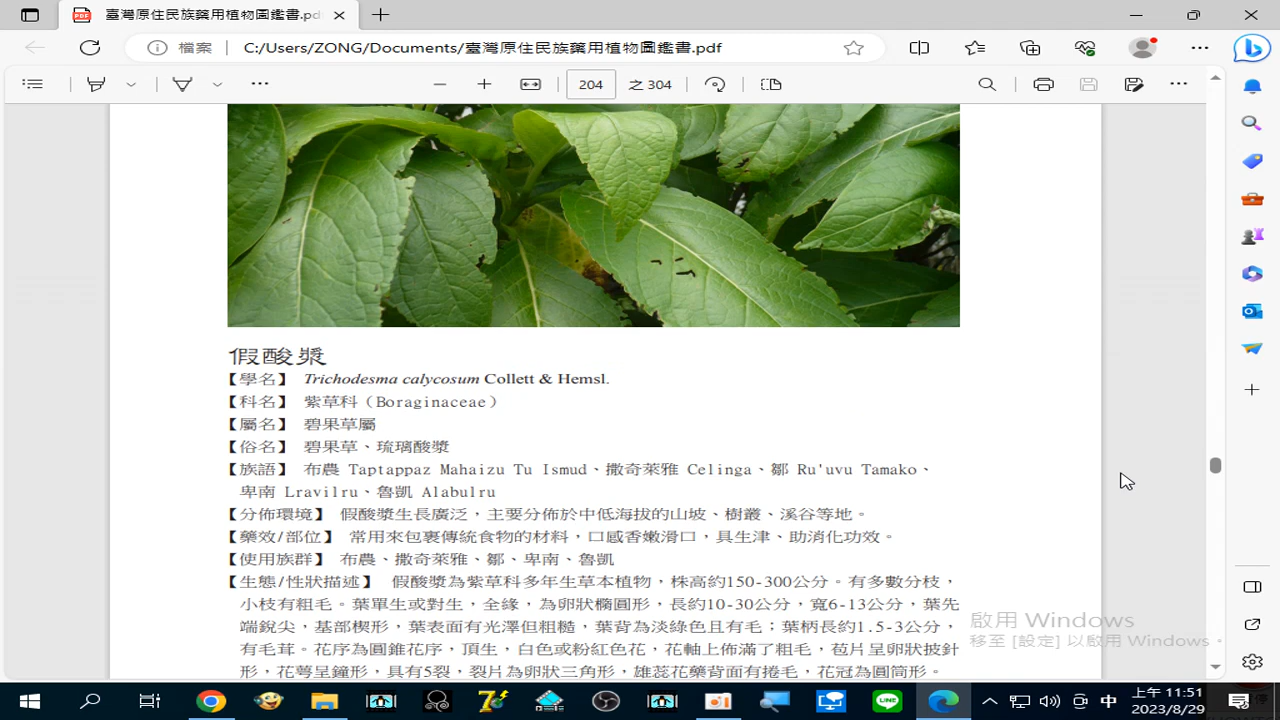 臺灣原住民族藥用植物圖鑑書.pdf
檔案
C:/Users/ZONG/Documents/臺灣原住民族藥用植物圖鑑書.pdf
204 之 304
假酸漿
【學名】 Trichodesma calycosum Collett & Hemsl.
【科名】 紫草科（Boraginaceae）
【屬名】 碧果草屬
【俗名】 碧果草、琉璃酸漿
【族語】 布農 Taptappaz Mahaizu Tu Ismud、撒奇萊雅 Celinga、鄒 Ru'uvu Tamako、
卑南 Lravilru、魯凱 Alabulru
【分佈環境】 假酸漿生長廣泛，主要分佈於中低海拔的山坡、樹叢、溪谷等地。
【藥效/部位】 常用來包裹傳統食物的材料，口感香嫩滑口，具生津、助消化功效。
【使用族群】 布農、撒奇萊雅、鄒、卑南、魯凱
【生態/性狀描述】 假酸漿為紫草科多年生草本植物，株高約150-300公分。有多數分枝，
小枝有粗毛。葉單生或對生，全緣，為卵狀橢圓形，長約10-30公分，寬6-13公分，葉先
端銳尖，基部楔形，葉表面有光澤但粗糙，葉背為淡綠色且有毛；葉柄長約1.5-3公分，
有毛茸。花序為圓錐花序，頂生，白色或粉紅色花，花軸上佈滿了粗毛，苞片呈卵狀披針
形，花萼呈鐘形，具有5裂，裂片為卵狀三角形，雄蕊花藥背面有捲毛，花冠為圓筒形。
啟用 Windows
移至 [設定] 以啟用 Windows。
LINE
中
上午 11:51
2023/8/29